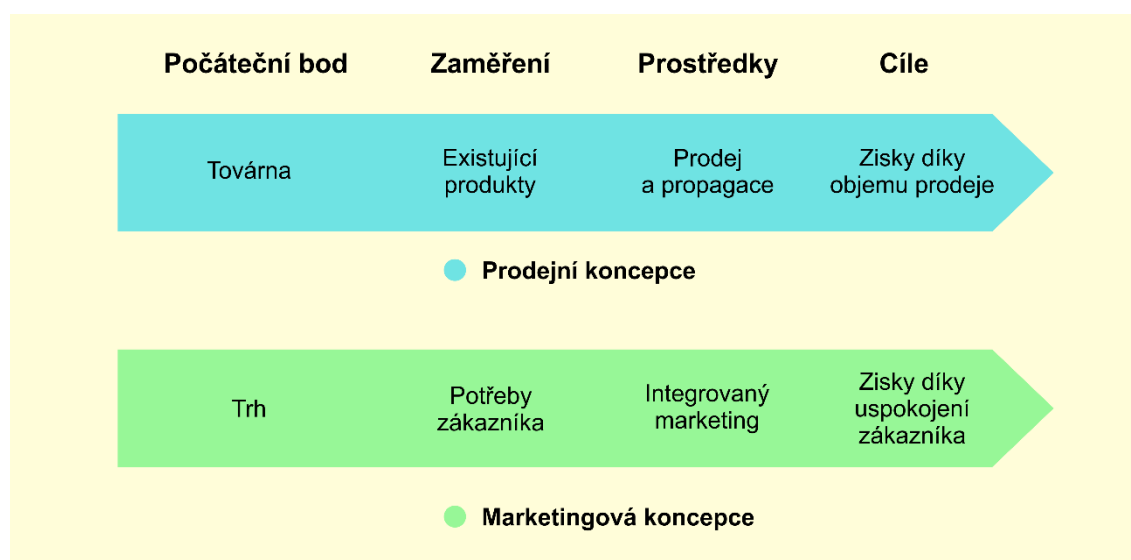 Počáteční bod Zaměření Prostředky Cíle
Továrna
Existující
produkty
Prodej
a propagace
Zisky díky
objemu prodeje
Prodejní koncepce
Trh
Potřeby
zákazníka
Integrovaný
marketing
Zisky díky
uspokojení
zákazníka
Marketingová koncepce